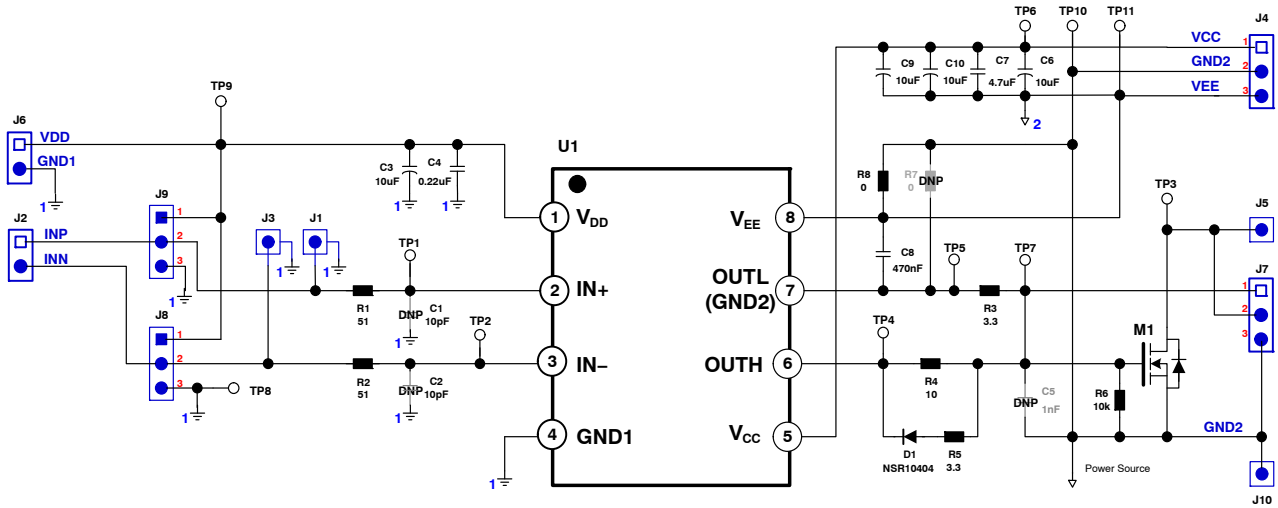 TP6
TP10
TP11
J4
VCC
1
GND2
2
VEE
3
C9
10uF
C10
10uF
C7
4.7uF
C6
10uF
2
TP9
J6
VDD
GND1
1
U1
C3
10uF
C4
0.22uF
1
1
R8
0
R7
0
DNP
TP3
J5
J9
1
2
3
1
J2
INP
INN
J3
1
J1
1
TP1
1
VDD
VEE
8
C8
470nF
TP5
TP7
J7
1
2
3
2
IN+
OUTL
(GND2)
7
R1
51
DNP
C1
10pF
1
R3
3.3
TP2
TP4
M1
J8
1
2
3
1
TP8
R2
51
DNP
C2
10pF
1
3
IN–
OUTH
6
R4
10
DNP
C5
1nF
R6
10k
4
GND1
1
VCC
5
D1
NSR10404
R5
3.3
GND2
Power Source
J10